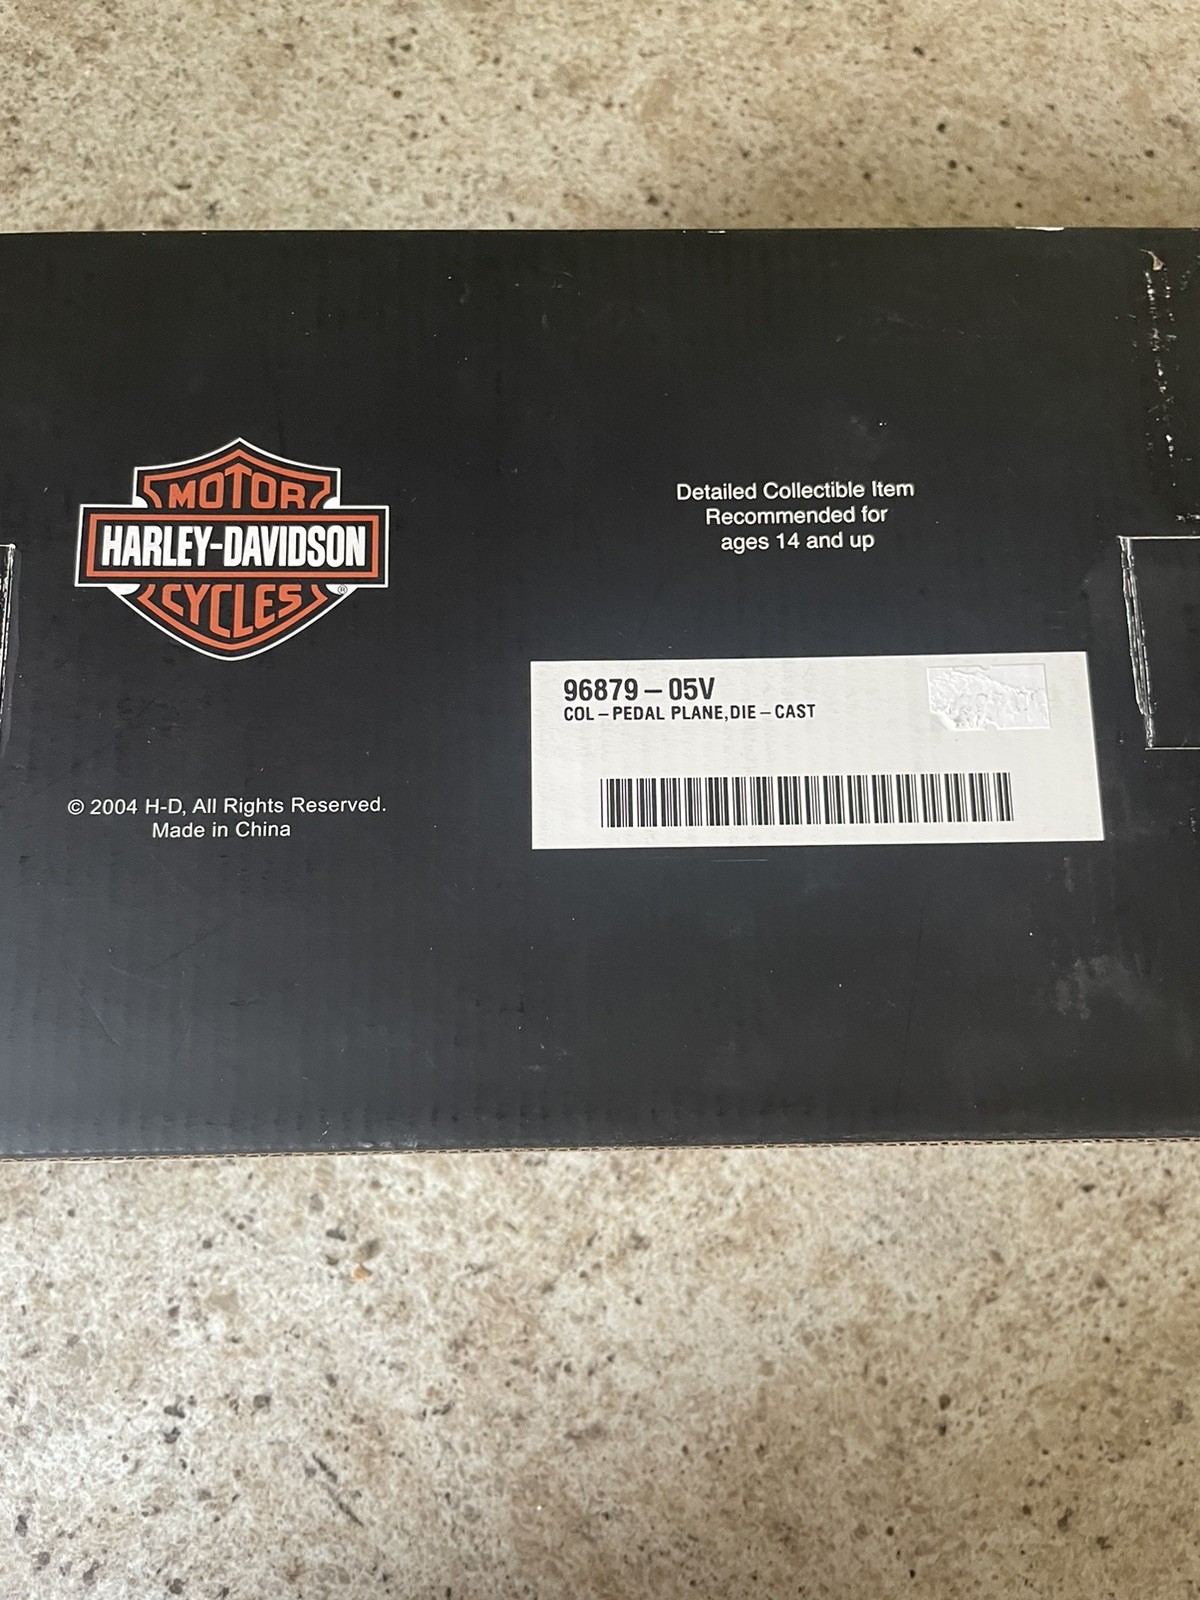 MOTOR
HARLEY-DAVIDSON
CYCLES
®
© 2004 H-D, All Rights Reserved.
Made in China
Detailed Collectible Item
Recommended for
ages 14 and up
96879-05V
COL-PEDAL PLANE,DIE-CAST